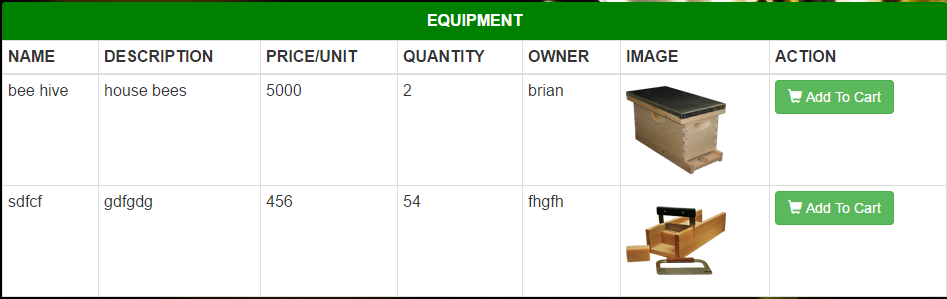 EQUIPMENT
NAME DESCRIPTION PRICE/UNIT QUANTITY OWNER IMAGE ACTION
bee hive house bees 5000 2 brian Add To Cart
sdfcf gdfgdg 456 54 fhgfh Add To Cart